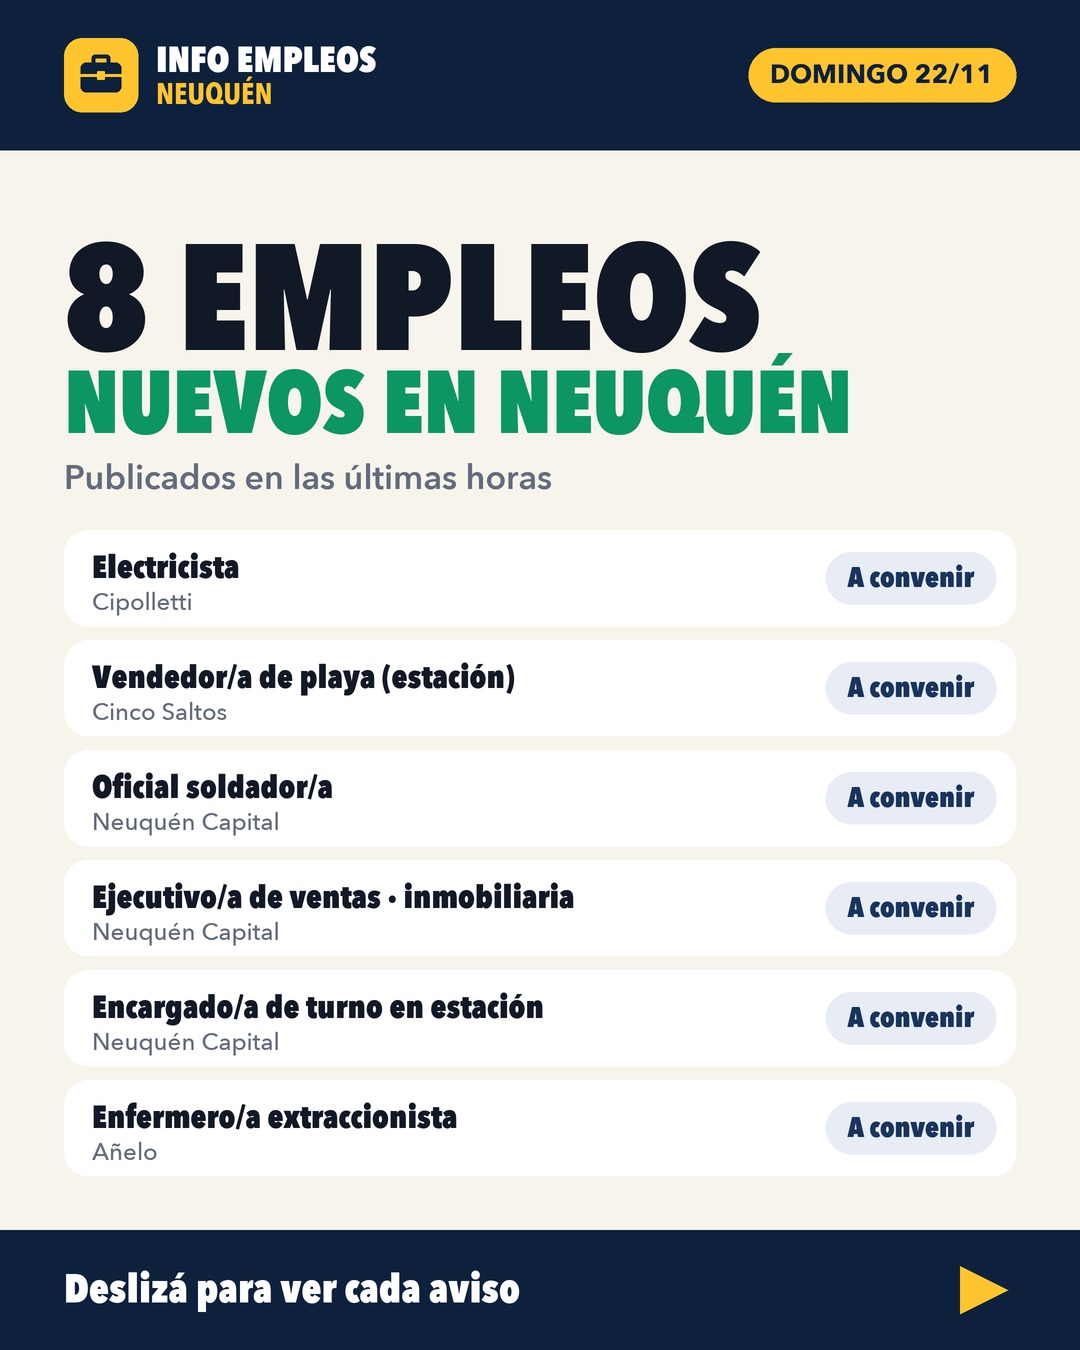 INFO EMPLEOS
NEUQUÉN
DOMINGO 22/11
8 EMPLEOS
NUEVOS EN NEUQUÉN
Publicados en las últimas horas
Electricista
Cipolletti
A convenir
Vendedor/a de playa (estación)
Cinco Saltos
A convenir
Oficial soldador/a
Neuquén Capital
A convenir
Ejecutivo/a de ventas · inmobiliaria
Neuquén Capital
A convenir
Encargado/a de turno en estación
Neuquén Capital
A convenir
Enfermero/a extraccionista
Añelo
A convenir
Deslizá para ver cada aviso